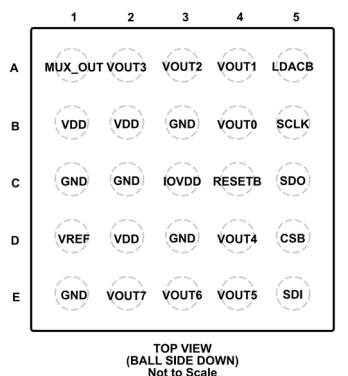 1 2 3 4 5
A MUX_OUT VOUT3 VOUT2 VOUT1 LDACB
B VDD VDD GND VOUT0 SCLK
C GND GND IOVDD RESETB SDO
D VREF VDD GND VOUT4 CSB
E GND VOUT7 VOUT6 VOUT5 SDI
TOP VIEW
(BALL SIDE DOWN)
Not to Scale